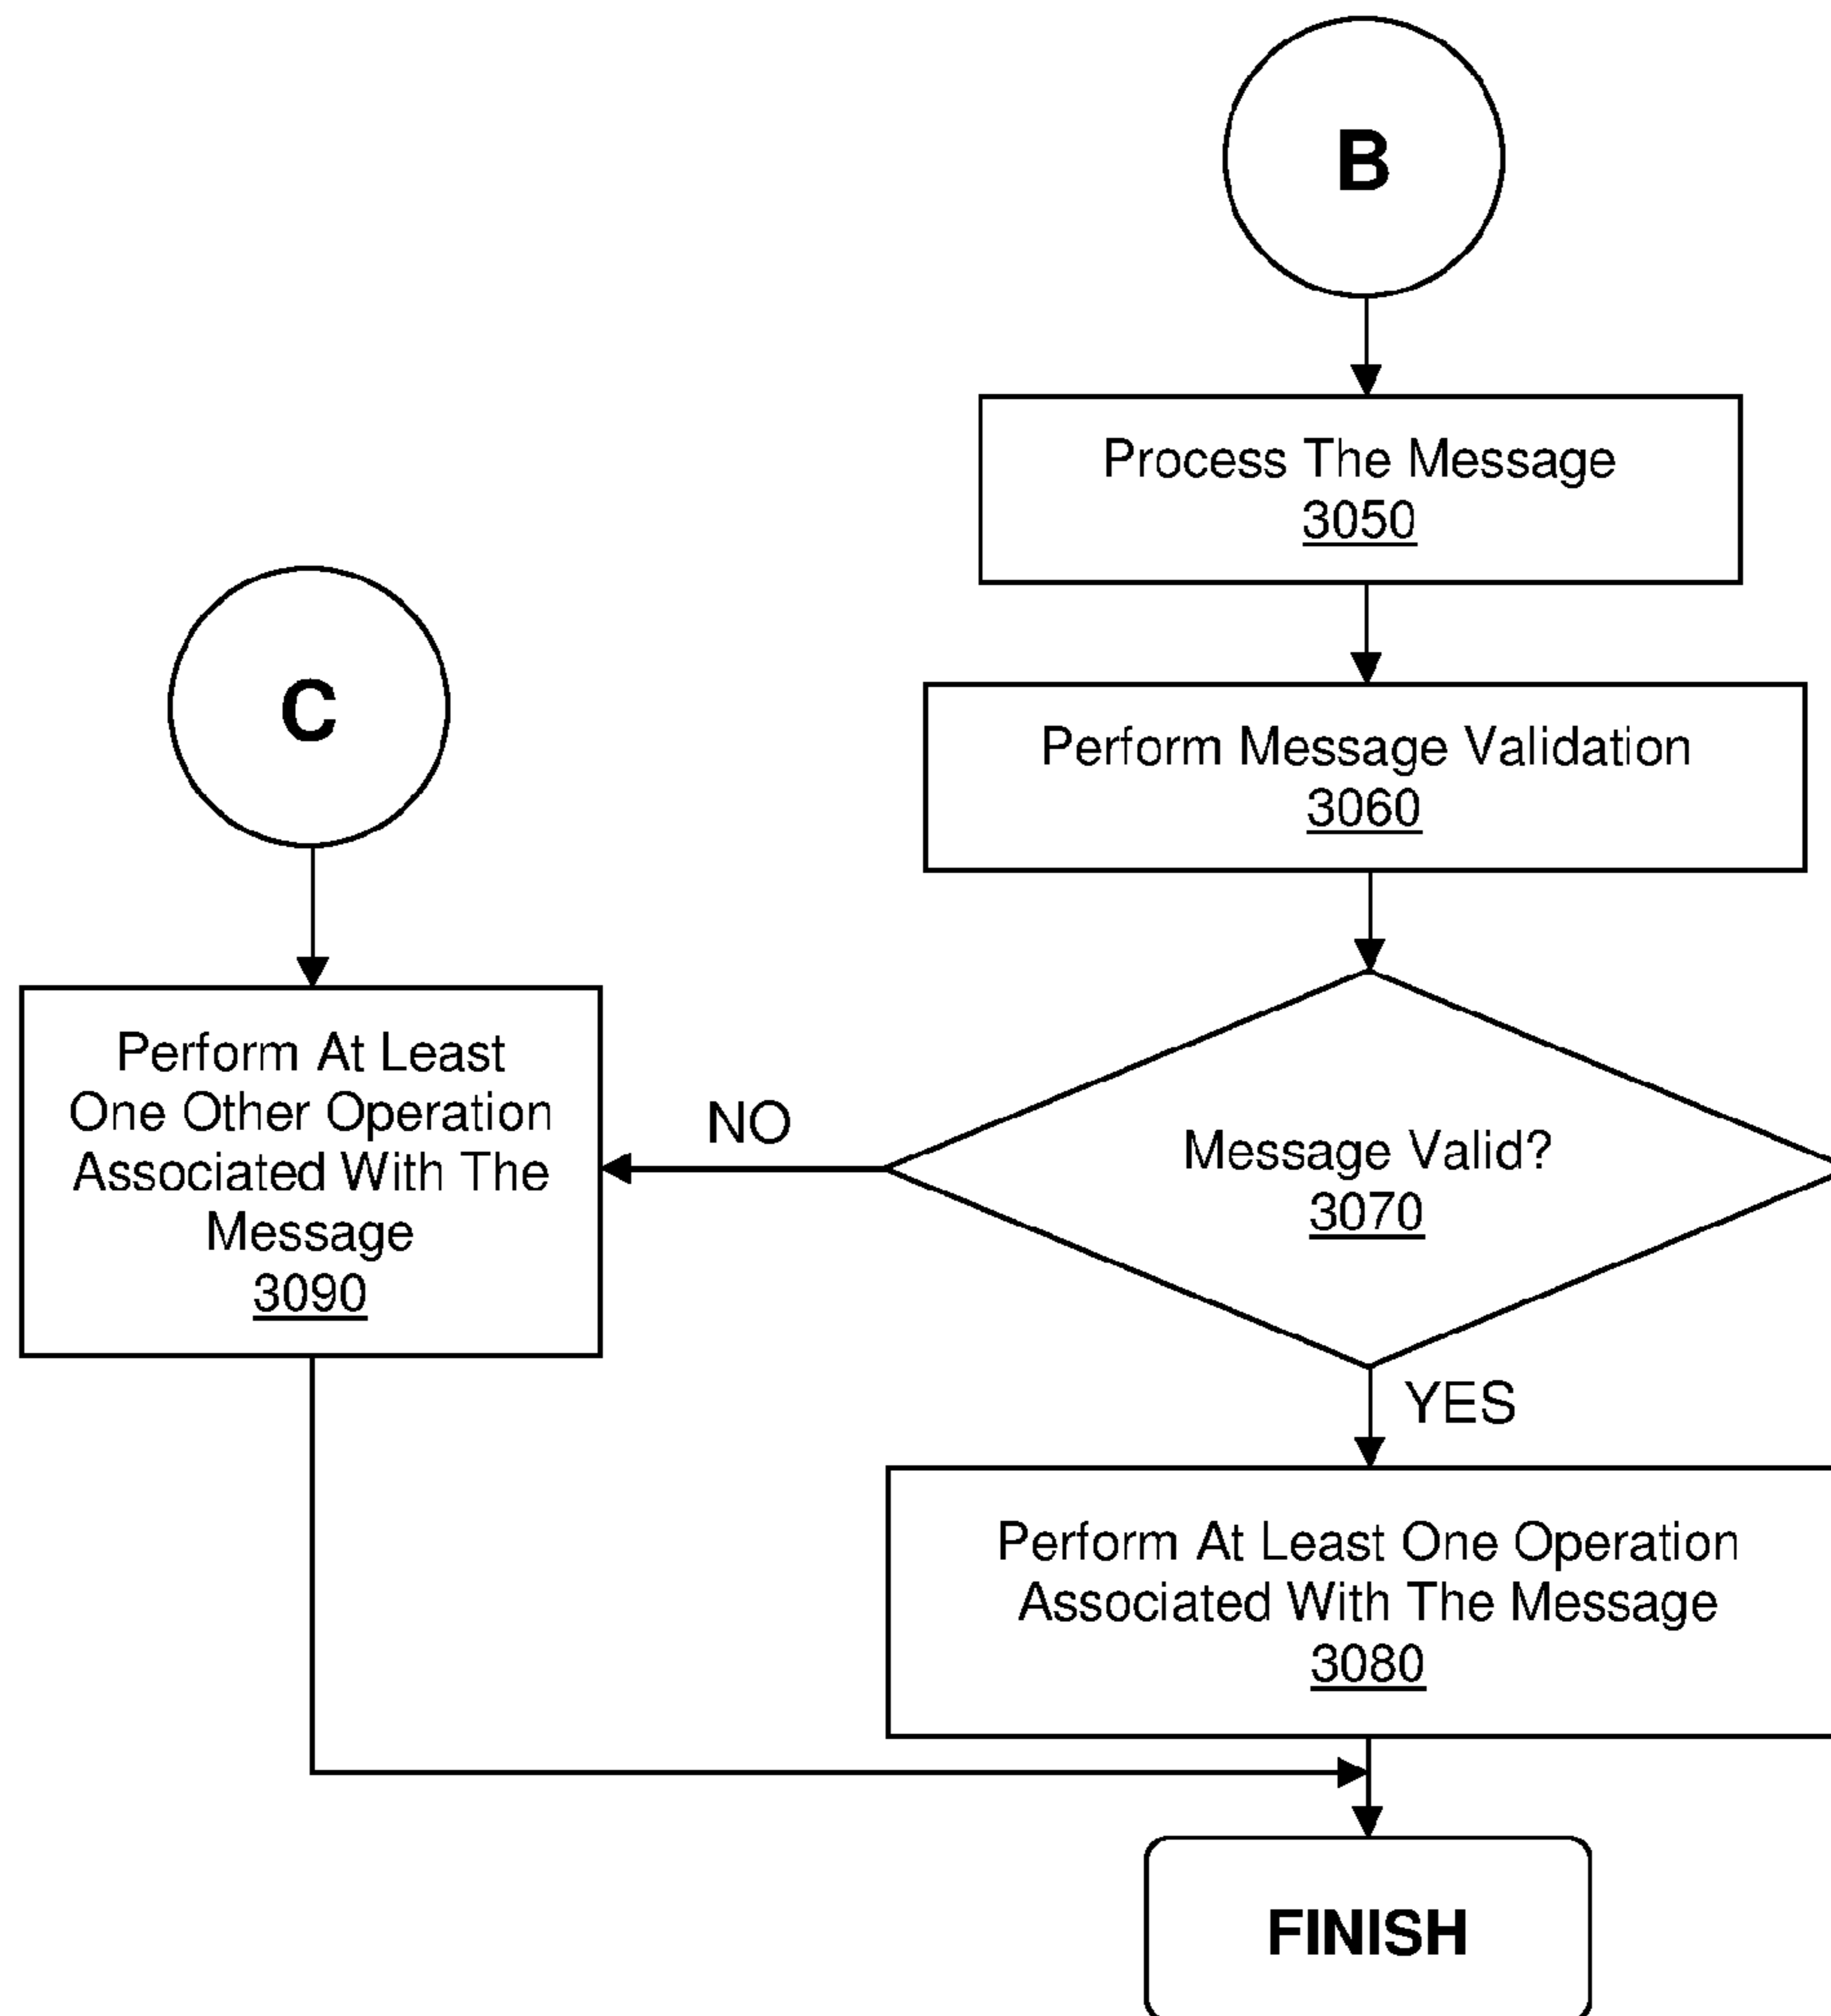 B
Process The Message
3050
C
Perform Message Validation
3060
Perform At Least
One Other Operation
Associated With The
Message
3090
NO
Message Valid?
3070
YES
Perform At Least One Operation
Associated With The Message
3080
FINISH